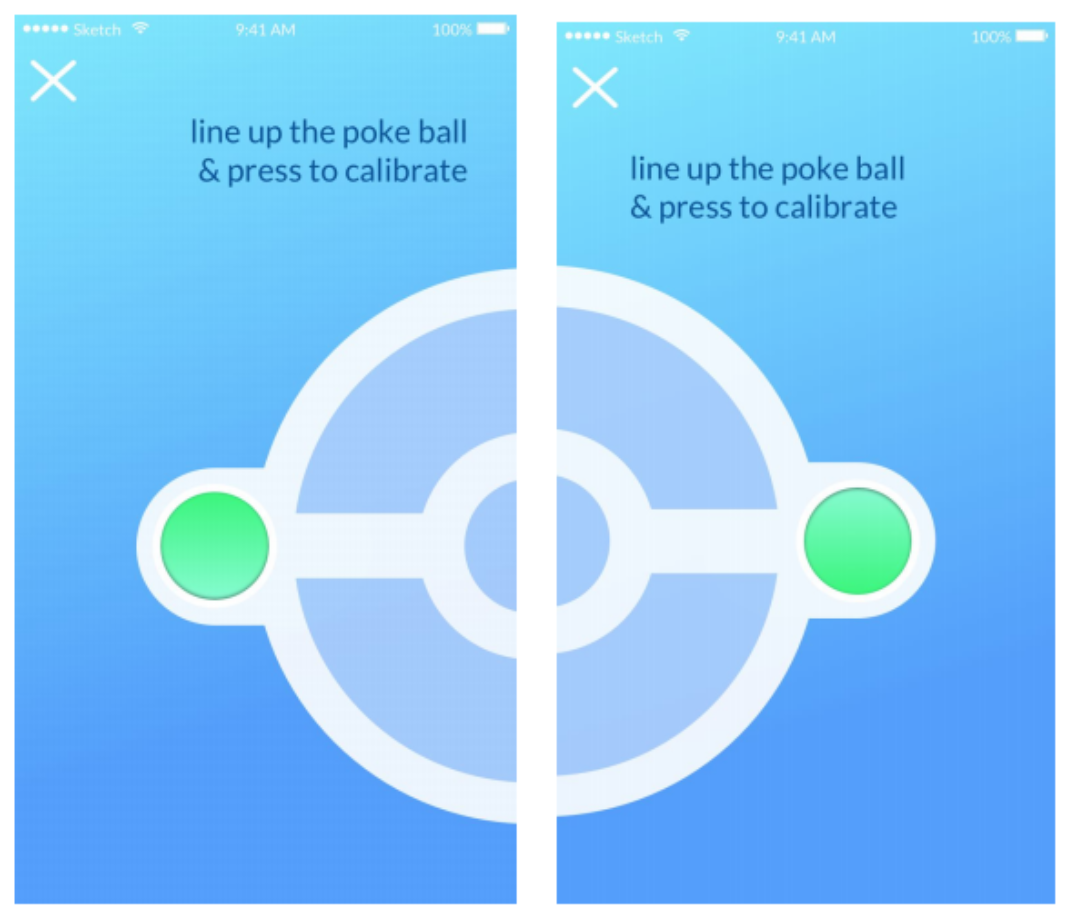 Sketch 9:41 AM 100%
line up the poke ball
& press to calibrate
Sketch 9:41 AM 100%
line up the poke ball
& press to calibrate